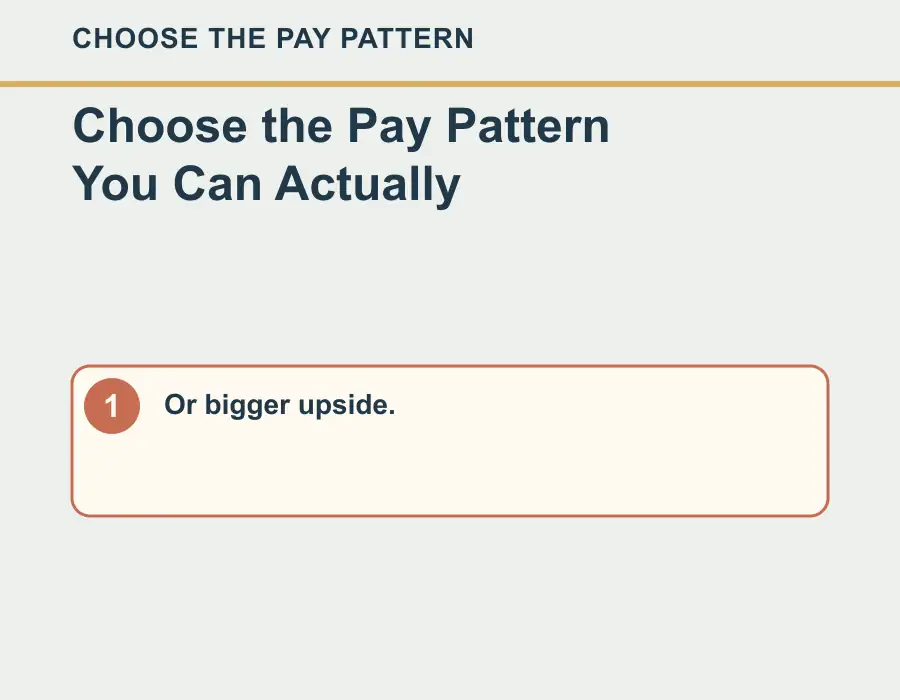 CHOOSE THE PAY PATTERN
Choose the Pay Pattern
You Can Actually
1 Or bigger upside.